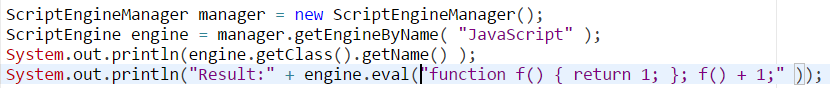 ScriptEngineManager manager = new ScriptEngineManager();
ScriptEngine engine = manager.getEngineByName( "JavaScript" );
System.out.println(engine.getClass().getName() );
System.out.println("Result:" + engine.eval("function f() { return 1; }; f() + 1;" ));